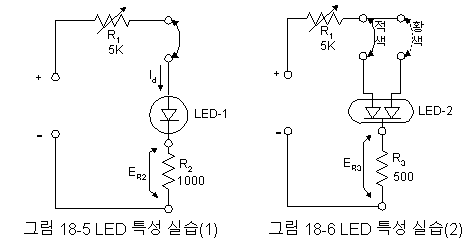 R1
5K
+
-
Id
LED-1
ER2
R2
1000
그림 18-5 LED 특성 실습(1)
R1
5K
적색
황색
+
-
LED-2
ER3
R3
500
그림 18-6 LED 특성 실습(2)